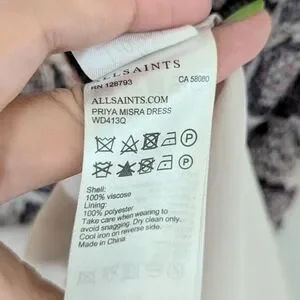 ALLSAINTS
RN 128793 CA 58080
ALLSAINTS.COM
PRIYA MISRA DRESS
WD413Q
P
P
Shell:
100% viscose
Lining:
100% polyester
Take care when wearing to
avoid snagging. Dry clean only.
Cool iron on reverse side.
Made in China